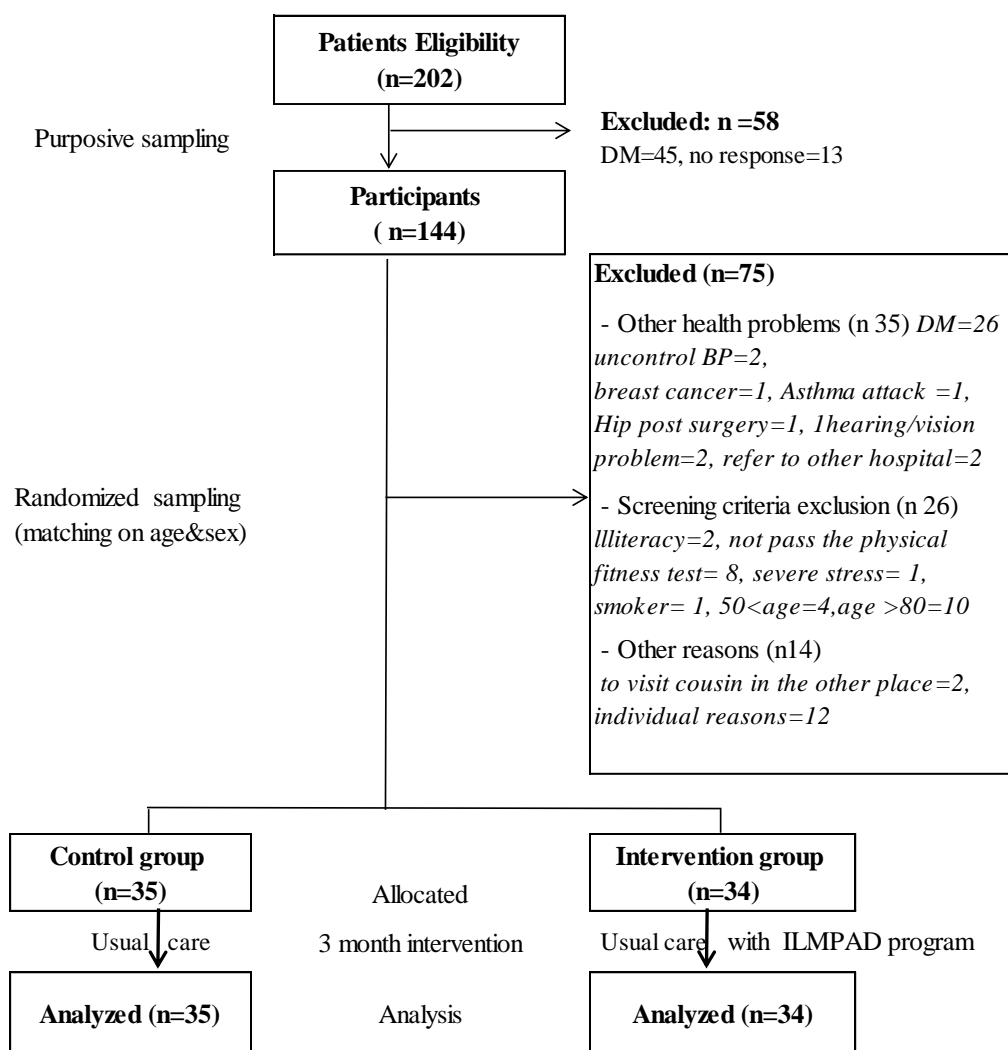 Patients Eligibility
(n=202)
Purposive sampling
Excluded: n =58
DM=45, no response=13
Participants
( n=144)
Excluded (n=75)
- Other health problems (n 35) DM=26
uncontrol BP=2,
breast cancer=1, Asthma attack =1,
Hip post surgery=1, 1hearing/vision
problem=2, refer to other hospital=2
Randomized sampling
(matching on age&sex)
- Screening criteria exclusion (n 26)
llliteracy=2, not pass the physical
fitness test= 8, severe stress= 1,
smoker= 1, 50<age=4,age >80=10
- Other reasons (n14)
to visit cousin in the other place=2,
individual reasons=12
Control group
(n=35)
Allocated
Intervention group
(n=34)
Usual care
3 month intervention
Usual care with ILMPAD program
Analyzed (n=35)
Analysis
Analyzed (n=34)